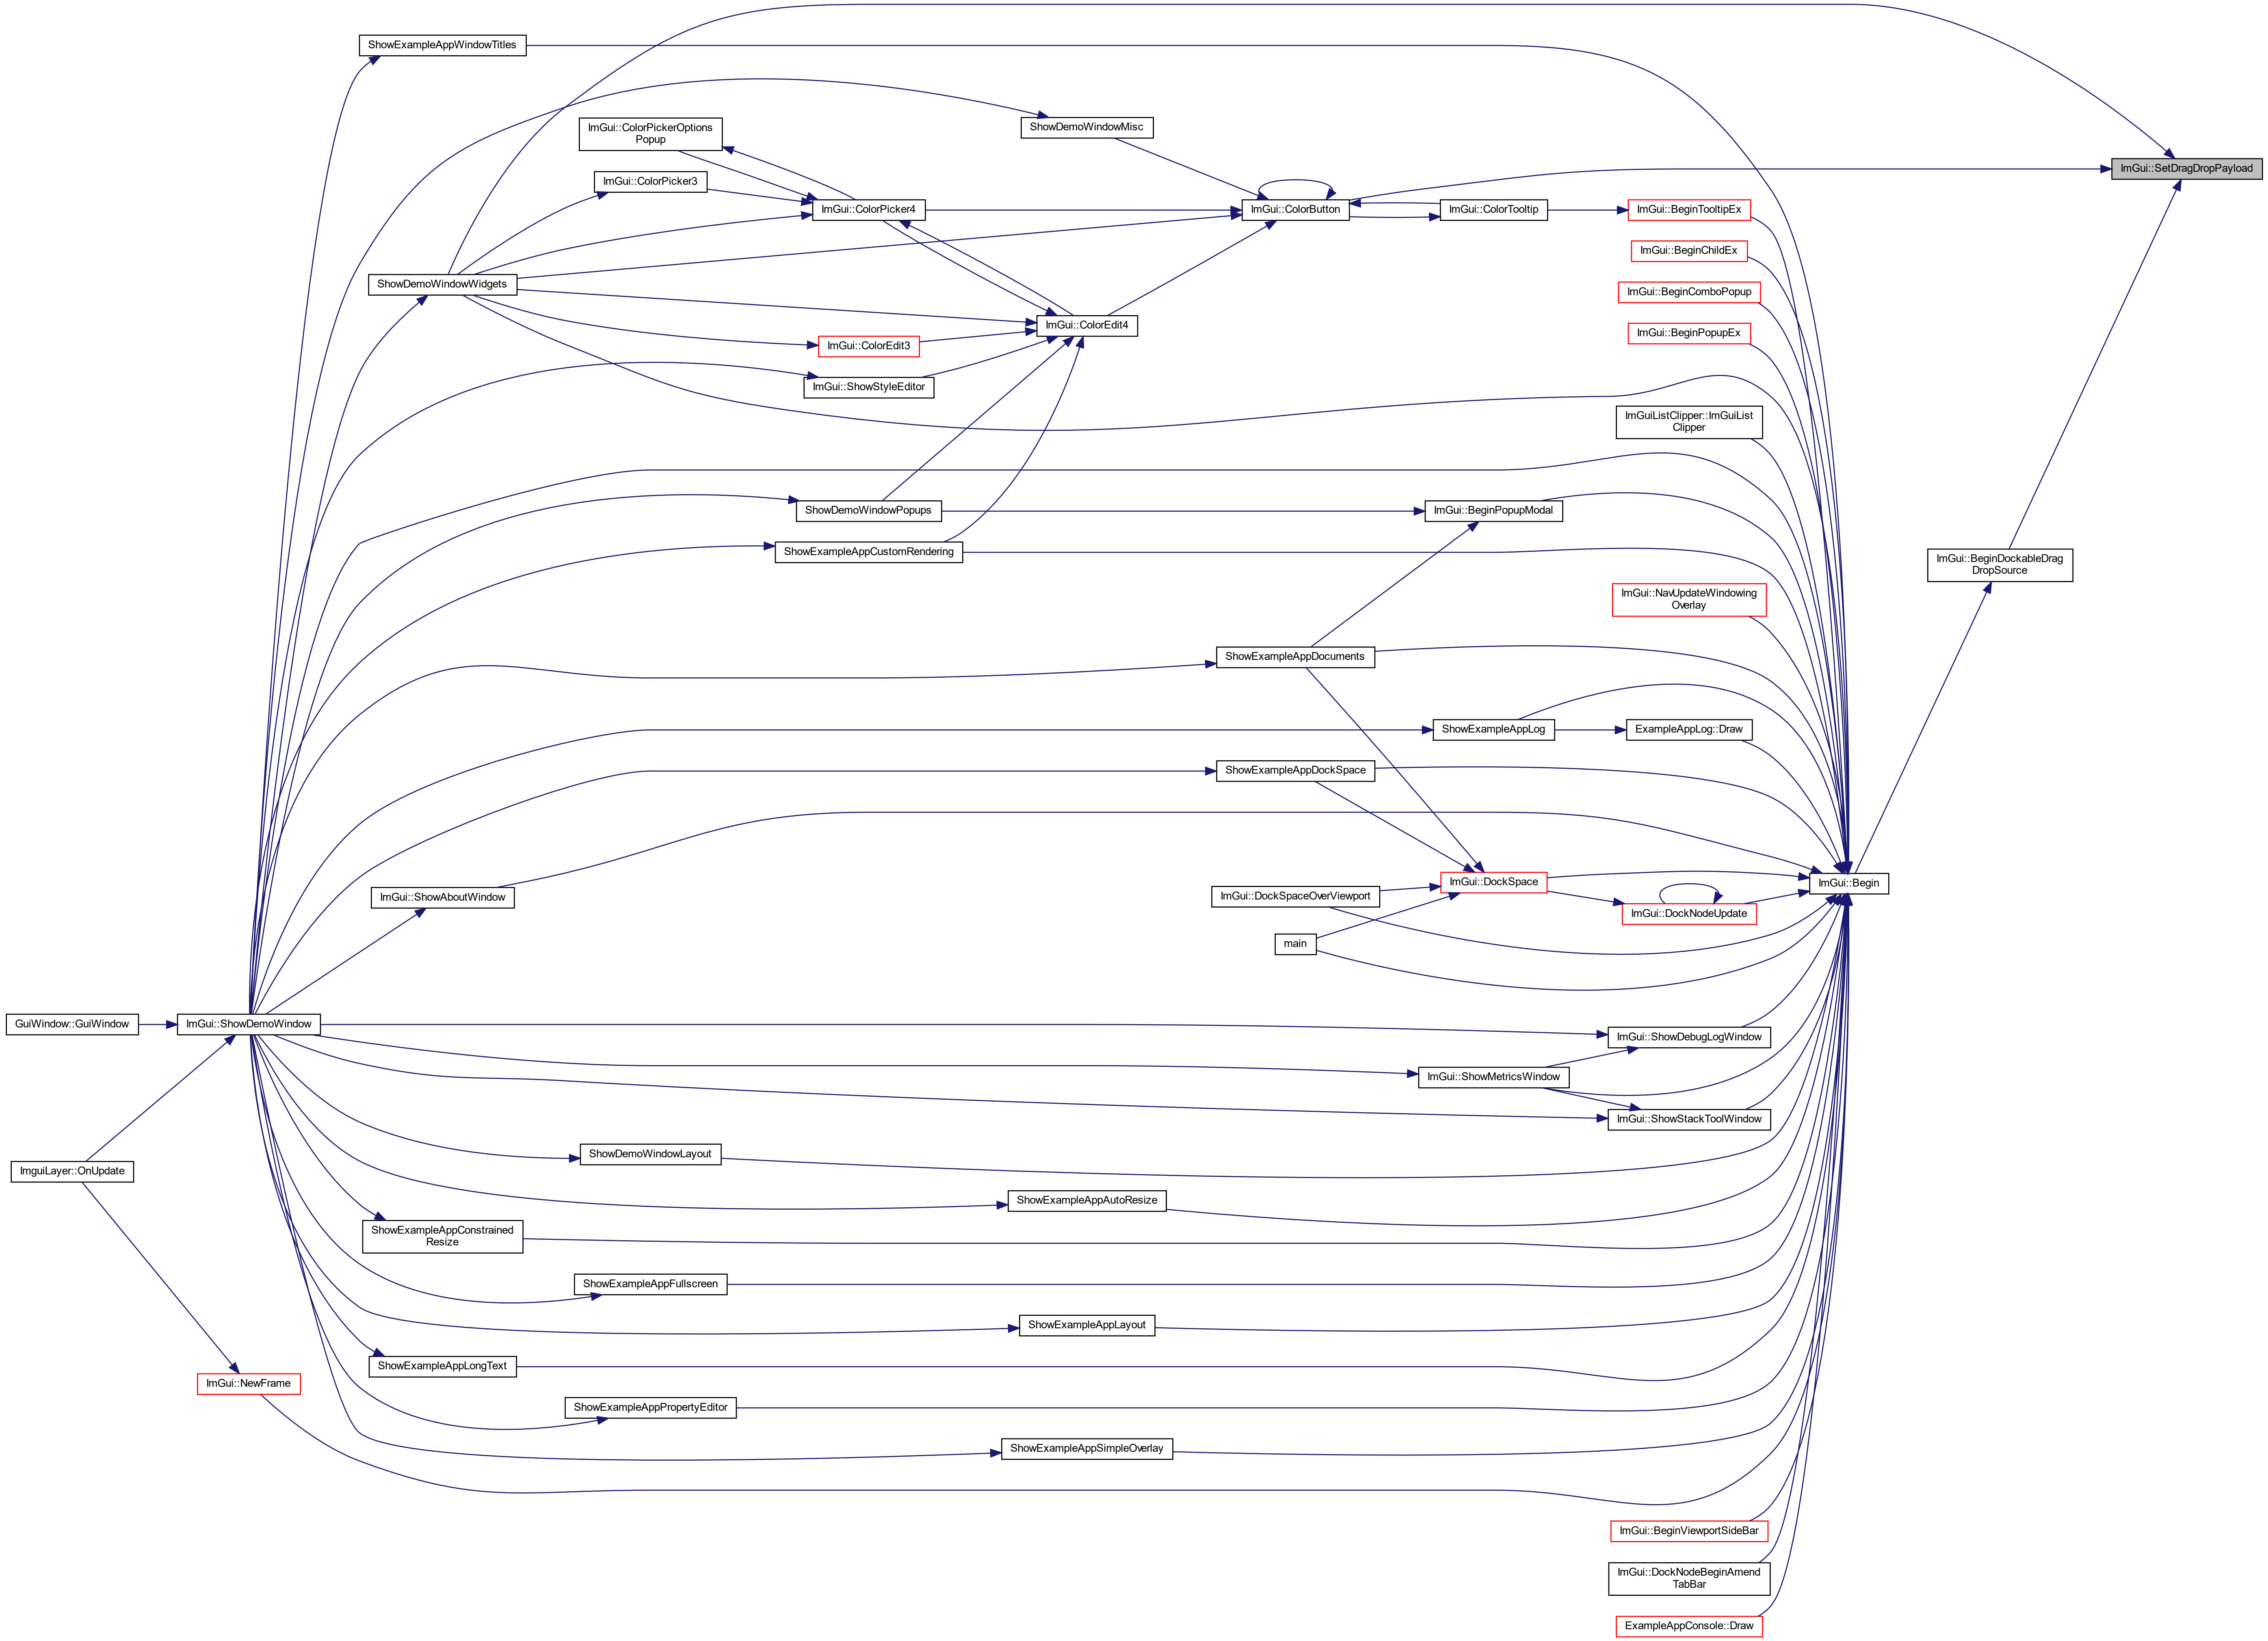 ShowExampleAppWindowTitles
ShowDemoWindowMisc
ImGui::ColorPickerOptions
Popup
ImGui::SetDragDropPayload
ImGui::ColorPicker3
ImGui::ColorPicker4
ImGui::ColorButton
ImGui::ColorTooltip
ImGui::BeginTooltipEx
ImGui::BeginChildEx
ShowDemoWindowWidgets
ImGui::BeginComboPopup
ImGui::ColorEdit4
ImGui::BeginPopupEx
ImGui::ColorEdit3
ImGui::ShowStyleEditor
ImGuiListClipper::ImGuiList
Clipper
ShowDemoWindowPopups
ImGui::BeginPopupModal
ShowExampleAppCustomRendering
ImGui::BeginDockableDrag
DropSource
ImGui::NavUpdateWindowing
Overlay
ShowExampleAppDocuments
ShowExampleAppLog
ExampleAppLog::Draw
ShowExampleAppDockSpace
ImGui::DockSpace
ImGui::Begin
ImGui::ShowAboutWindow
ImGui::DockSpaceOverViewport
ImGui::DockNodeUpdate
main
GuiWindow::GuiWindow
ImGui::ShowDemoWindow
ImGui::ShowDebugLogWindow
ImGui::ShowMetricsWindow
ImGui::ShowStackToolWindow
ShowDemoWindowLayout
ImguiLayer::OnUpdate
ShowExampleAppAutoResize
ShowExampleAppConstrained
Resize
ShowExampleAppFullscreen
ShowExampleAppLayout
ShowExampleAppLongText
ImGui::NewFrame
ShowExampleAppPropertyEditor
ShowExampleAppSimpleOverlay
ImGui::BeginViewportSideBar
ImGui::DockNodeBeginAmend
TabBar
ExampleAppConsole::Draw